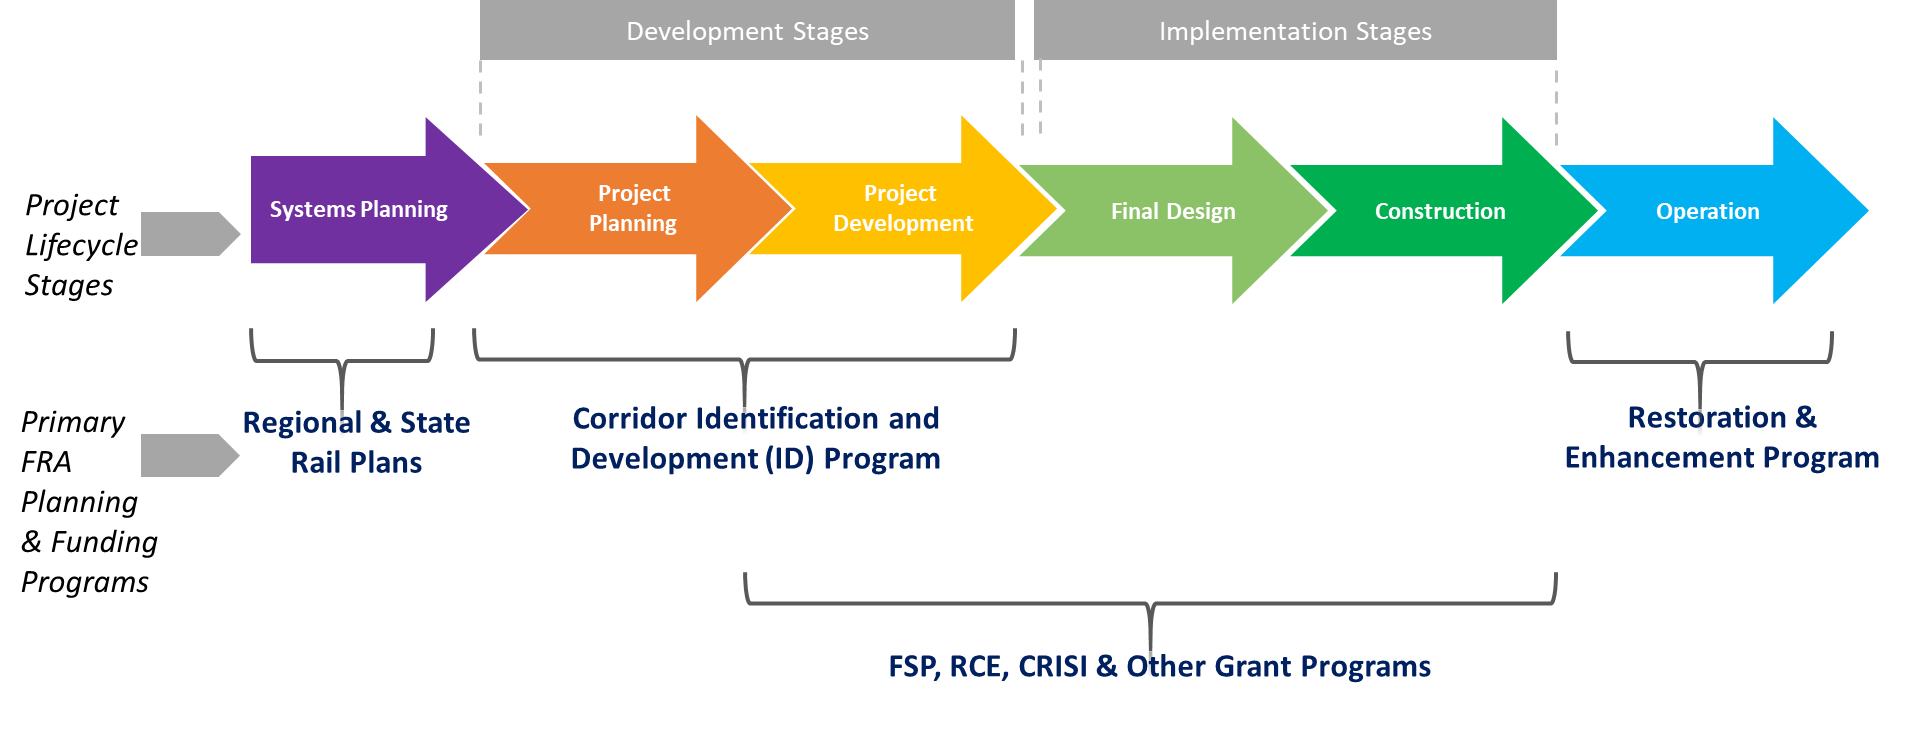 Development Stages
Implementation Stages
Project
Lifecycle
Stages
Systems Planning
Project
Planning
Project
Development
Final Design
Construction
Operation
Primary
FRA
Planning
& Funding
Programs
Regional & State
Rail Plans
Corridor Identification and
Development (ID) Program
Restoration &
Enhancement Program
FSP, RCE, CRISI & Other Grant Programs